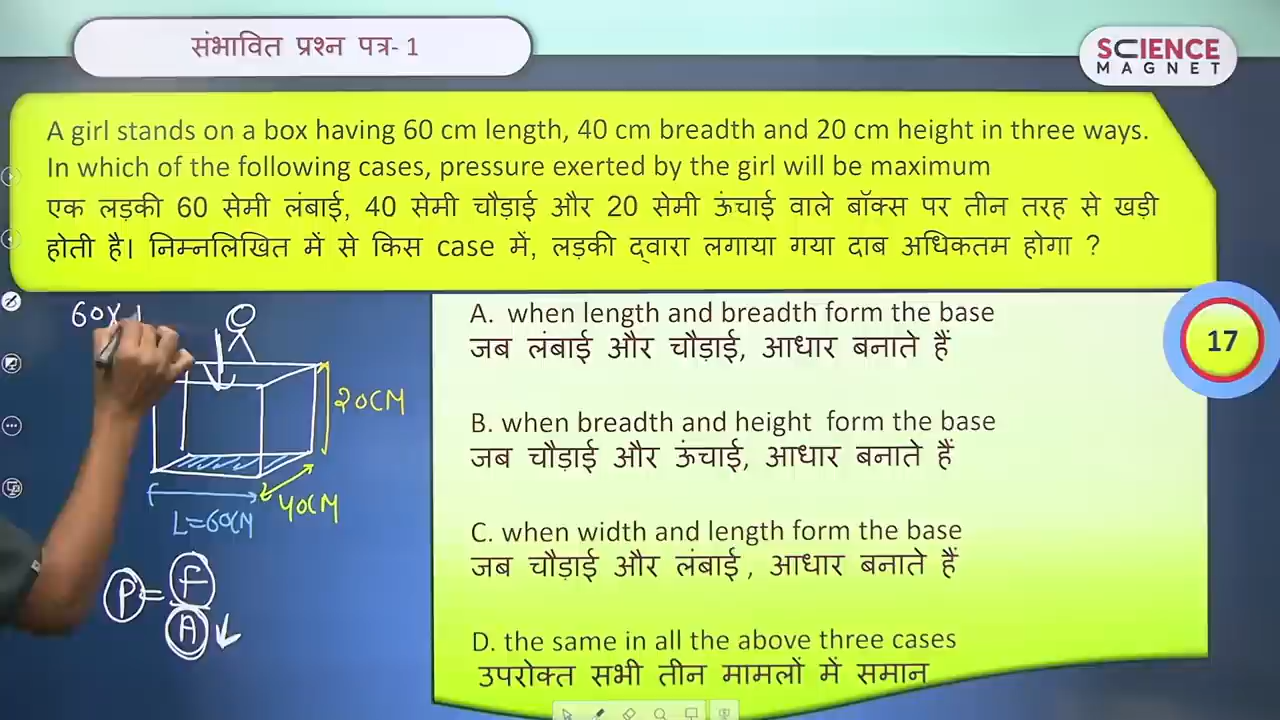 संभावित प्रश्न पत्र- 1
SCIENCE
MAGNET
A girl stands on a box having 60 cm length, 40 cm breadth and 20 cm height in three ways.
In which of the following cases, pressure exerted by the girl will be maximum
एक लड़की 60 सेमी लंबाई, 40 सेमी चौड़ाई और 20 सेमी ऊंचाई वाले बॉक्स पर तीन तरह से खड़ी
होती है। निम्नलिखित में से किस case में, लड़की द्वारा लगाया गया दाब अधिकतम होगा ?
60X
20CM
40CM
L=60CM
P=F
A
A. when length and breadth form the base
जब लंबाई और चौड़ाई, आधार बनाते हैं
B. when breadth and height form the base
जब चौड़ाई और ऊंचाई, आधार बनाते हैं
C. when width and length form the base
जब चौड़ाई और लंबाई , आधार बनाते हैं
D. the same in all the above three cases
उपरोक्त सभी तीन मामलों में समान
17